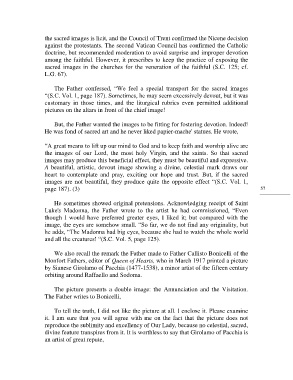 the sacred images is licit, and the Council of Trent confirmed the Nicene decision
against the protestants. The second Vatican Council has confirmed the Catholic
doctrine, but recommended moderation to avoid surprise and improper devotion
among the faithful. However, it prescribes to keep the practice of exposing the
sacred images in churches for the veneration of the faithful (S.C. 125; cf.
L.G. 67).
The Father confessed, "We feel a special transport for the sacred images
"(S.C. Vol. 1, page 187). Sometimes, he may seem excessively devout, but it was
customary in those times, and the liturgical rubrics even permitted additional
pictures on the altars in front of the chief image!
But, the Father wanted the images to be fitting for fostering devotion. Indeed!
He was fond of sacred art and he never liked papier-mache' statues. He wrote,
"A great means to lift up our mind to God and to keep faith and worship alive are
the images of our Lord, the most holy Virgin, and the saints. So that sacred
images may produce this beneficial effect, they must be beautiful and expressive.
A beautiful, artistic, devout image showing a divine, celestial mark draws our
heart to contemplate and pray, exciting our hope and trust. But, if the sacred
images are not beautiful, they produce quite the opposite effect "(S.C. Vol. 1,
page 187). (3)
57
He sometimes showed original pretensions. Acknowledging receipt of Saint
Luke's Madonna, the Father wrote to the artist he had commissioned, "Even
though I would have preferred greater eyes, I liked it; but compared with the
image, the eyes are somehow small. "So far, we do not find any originality, but
he adds, "The Madonna had big eyes, because she had to watch the whole world
and all the creatures! "(S.C. Vol. 5, page 125).
We also recall the remark the Father made to Father Callisto Bonicelli of the
Monfort Fathers, editor of Queen of Hearts, who in March 1917 printed a picture
by Sianese Girolamo of Pacchia (1477-1538), a minor artist of the fifteen century
orbiting around Raffaello and Sodoma.
The picture presents a double image: the Annunciation and the Visitation.
The Father writes to Bonicelli,
To tell the truth, I did not like the picture at all. I enclose it. Please examine
it. I am sure that you will agree with me on the fact that the picture does not
reproduce the sublimity and excellency of Our Lady, because no celestial, sacred,
divine feature transpires from it. It is worthless to say that Girolamo of Pacchia is
an artist of great repute,